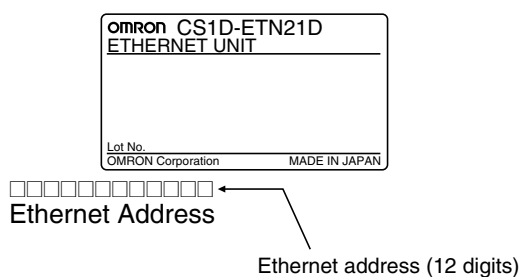 OMRON CS1D-ETN21D
ETHERNET UNIT
Lot No.
OMRON Corporation MADE IN JAPAN
□□□□□□□□□□□□
Ethernet Address
Ethernet address (12 digits)